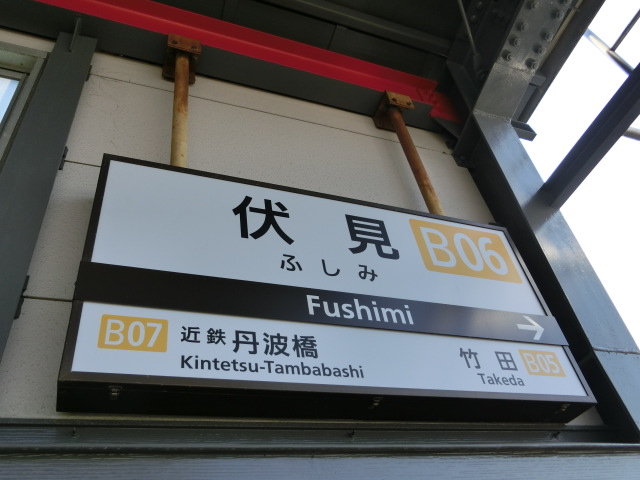 伏見 B06
ふしみ
Fushimi →
B07 近鉄丹波橋
Kintetsu-Tambabashi
竹田 B05
Takeda